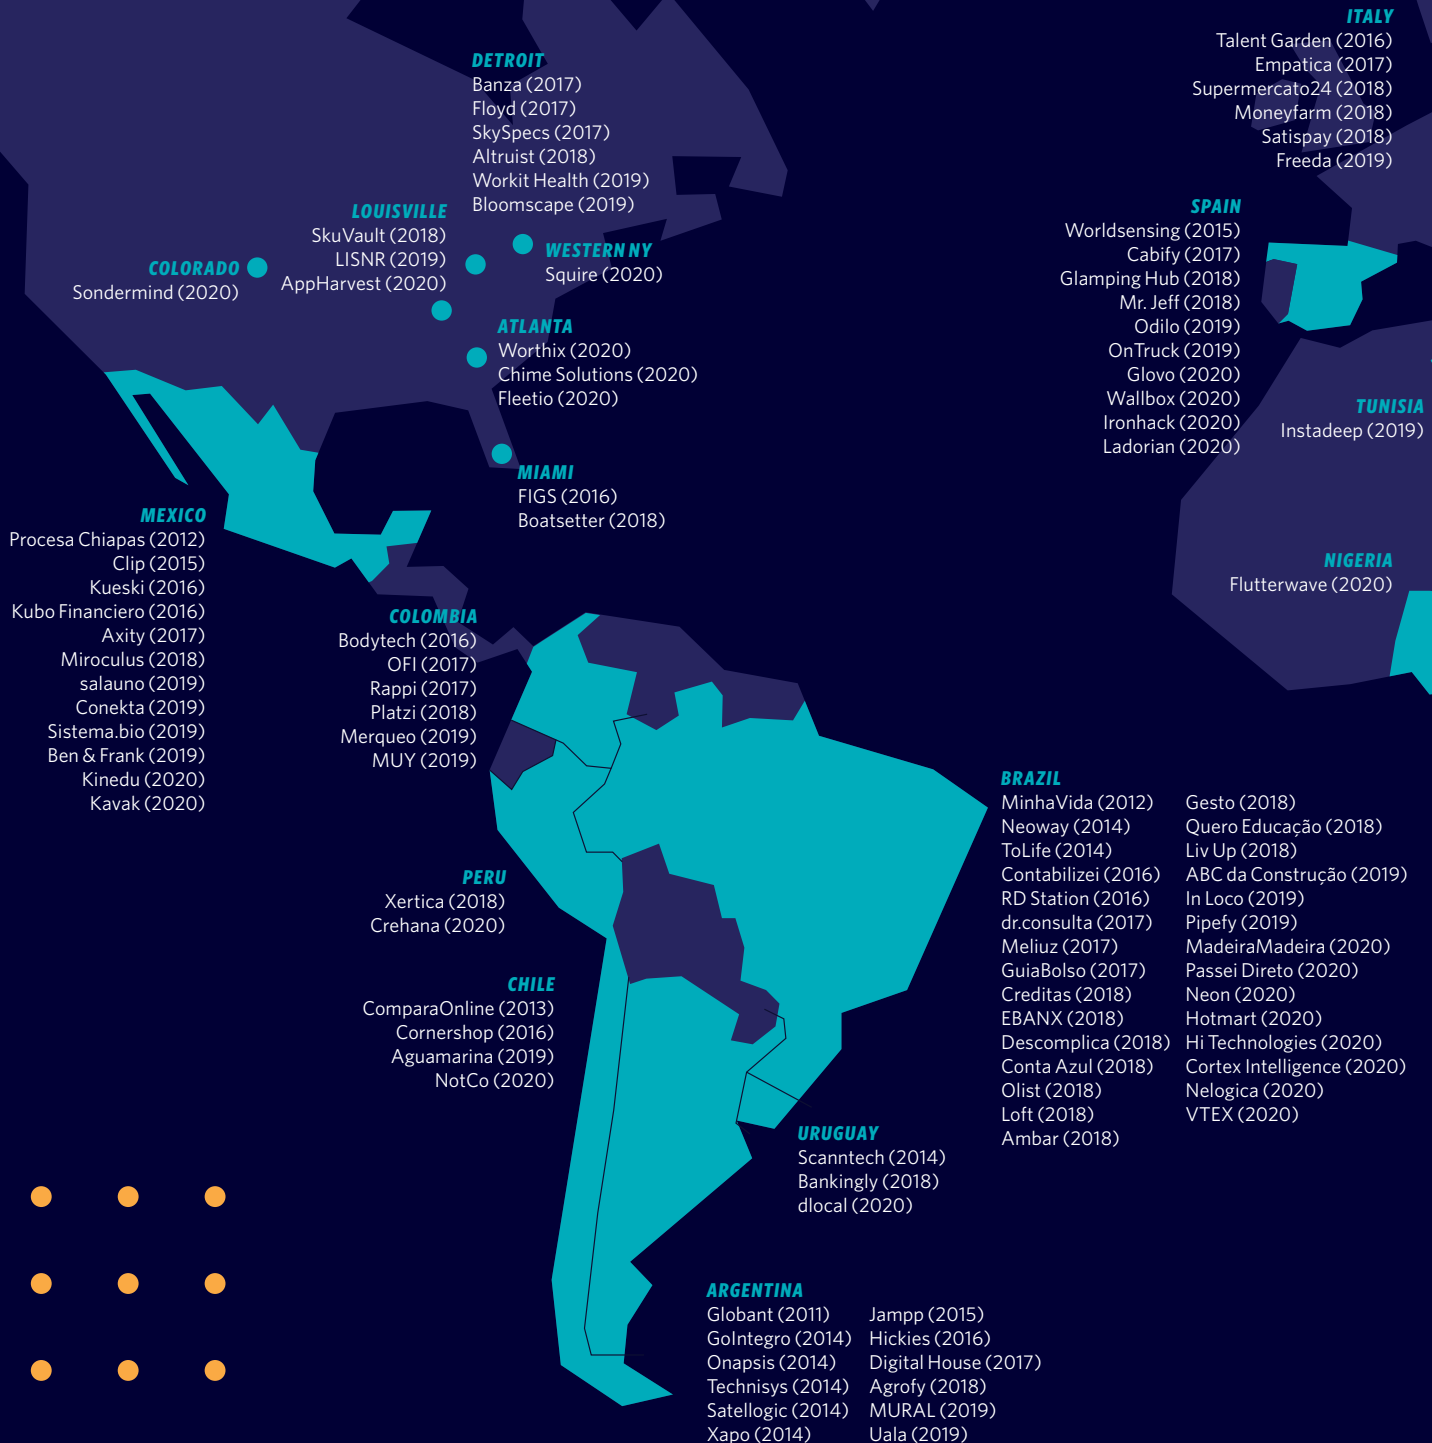 DETROIT
Banza (2017)
Floyd (2017)
SkySpecs (2017)
Altruist (2018)
Workit Health (2019)
Bloomscape (2019)
LOUISVILLE
SkuVault (2018)
LISNR (2019)
AppHarvest (2020)
COLORADO
Sondermind (2020)
WESTERN NY
Squire (2020)
ATLANTA
Worthix (2020)
Chime Solutions (2020)
Fleetio (2020)
MIAMI
FIGS (2016)
Boatsetter (2018)
ITALY
Talent Garden (2016)
Empatica (2017)
Supermercato24 (2018)
Moneyfarm (2018)
Satispay (2018)
Freeda (2019)
SPAIN
Worldsensing (2015)
Cabify (2017)
Glamping Hub (2018)
Mr. Jeff (2018)
Odilo (2019)
OnTruck (2019)
Glovo (2020)
Wallbox (2020)
Ironhack (2020)
Ladorian (2020)
TUNISIA
Instadeep (2019)
NIGERIA
Flutterwave (2020)
MEXICO
Procesa Chiapas (2012)
Clip (2015)
Kueski (2016)
Kubo Financiero (2016)
Axity (2017)
Miroculus (2018)
salauno (2019)
Conekta (2019)
Sistema.bio (2019)
Ben & Frank (2019)
Kinedu (2020)
Kavak (2020)
COLOMBIA
Bodytech (2016)
OFI (2017)
Rappi (2017)
Platzi (2018)
Merqueo (2019)
MUY (2019)
PERU
Xertica (2018)
Crehana (2020)
CHILE
ComparaOnline (2013)
Cornershop (2016)
Aguamarina (2019)
NotCo (2020)
BRAZIL
MinhaVida (2012)
Neoway (2014)
ToLife (2014)
Contabilizei (2016)
RD Station (2016)
dr.consulta (2017)
Meliuz (2017)
GuiaBolso (2017)
Creditas (2018)
EBANX (2018)
Descomplica (2018)
Conta Azul (2018)
Olist (2018)
Loft (2018)
Ambar (2018)
Gesto (2018)
Quero Educação (2018)
Liv Up (2018)
ABC da Construção (2019)
In Loco (2019)
Pipefy (2019)
MadeiraMadeira (2020)
Passei Direto (2020)
Neon (2020)
Hotmart (2020)
Hi Technologies (2020)
Cortex Intelligence (2020)
Nelogica (2020)
VTEX (2020)
URUGUAY
Scanntech (2014)
Bankingly (2018)
dlocal (2020)
ARGENTINA
Globant (2011)
GoIntegro (2014)
Onapsis (2014)
Technisys (2014)
Satellogic (2014)
Xapo (2014)
Jampp (2015)
Hickies (2016)
Digital House (2017)
Agrofy (2018)
MURAL (2019)
Uala (2019)